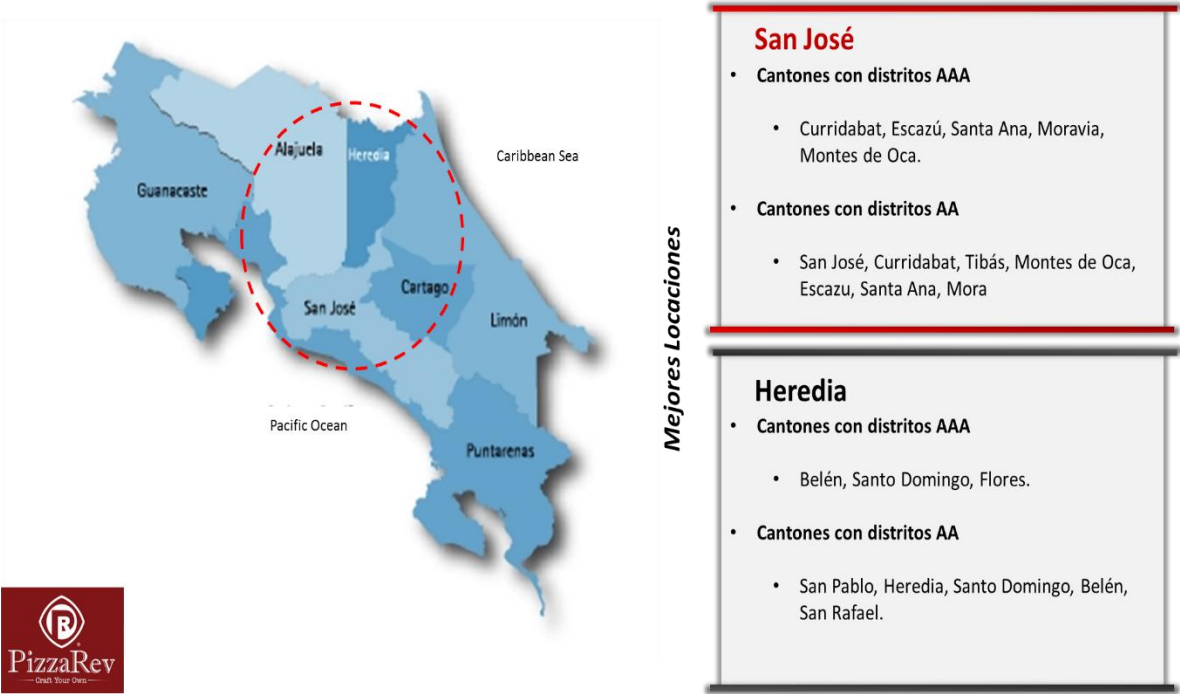 Alajuela
Heredia
Caribbean Sea
Guanacaste
San José
Cartago
Limón
Pacific Ocean
Puntarenas
PizzaRev
Craft Your Own
Mejores Locaciones
San José
• Cantones con distritos AAA
• Curridabat, Escazú, Santa Ana, Moravia,
Montes de Oca.
• Cantones con distritos AA
• San José, Curridabat, Tibás, Montes de Oca,
Escazu, Santa Ana, Mora
Heredia
• Cantones con distritos AAA
• Belén, Santo Domingo, Flores.
• Cantones con distritos AA
• San Pablo, Heredia, Santo Domingo, Belén,
San Rafael.